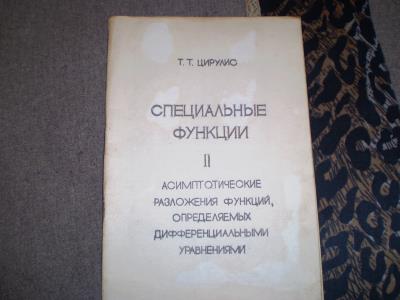 Т. Т. ЦИРУЛИС
СПЕЦИАЛЬНЫЕ
ФУНКЦИИ
II
АСИМПТОТИЧЕСКИЕ
РАЗЛОЖЕНИЯ ФУНКЦИЙ,
ОПРЕДЕЛЯЕМЫХ
ДИФФЕРЕНЦИАЛЬНЫМИ
УРАВНЕНИЯМИ